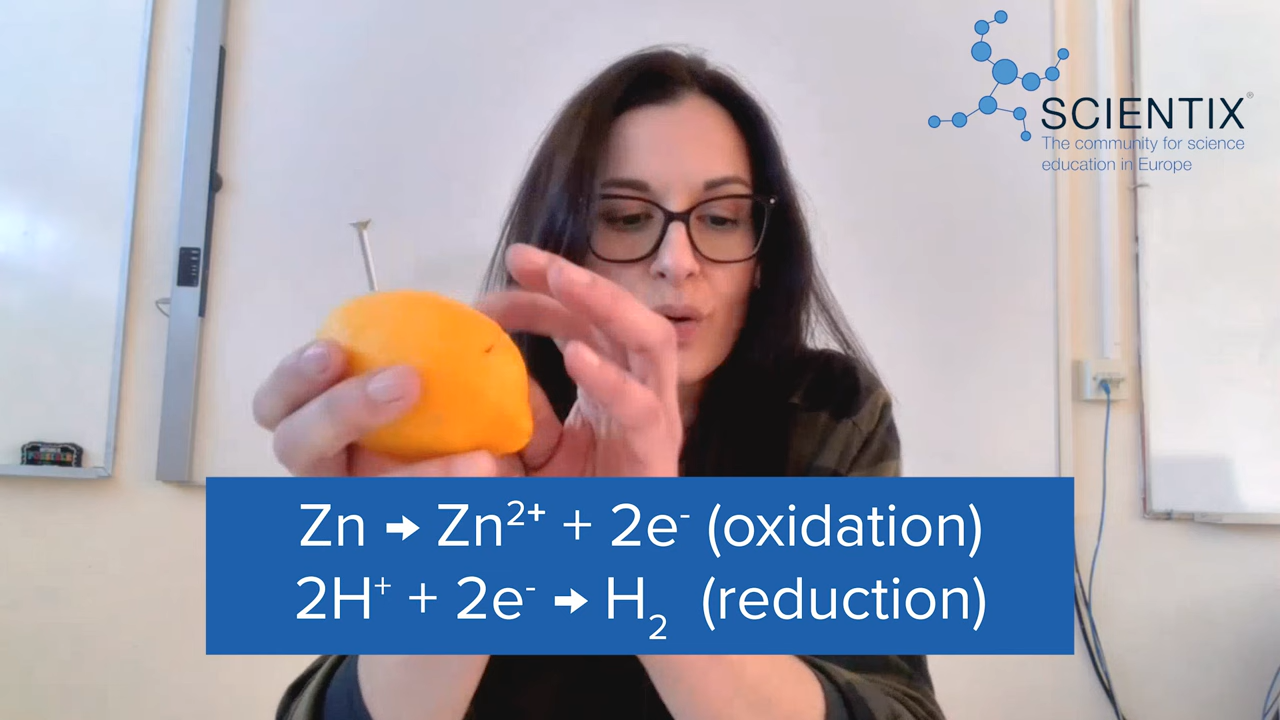 SCIENTIX®
The community for science
education in Europe
Zn → Zn²⁺ + 2e⁻ (oxidation)
2H⁺ + 2e⁻ → H₂ (reduction)